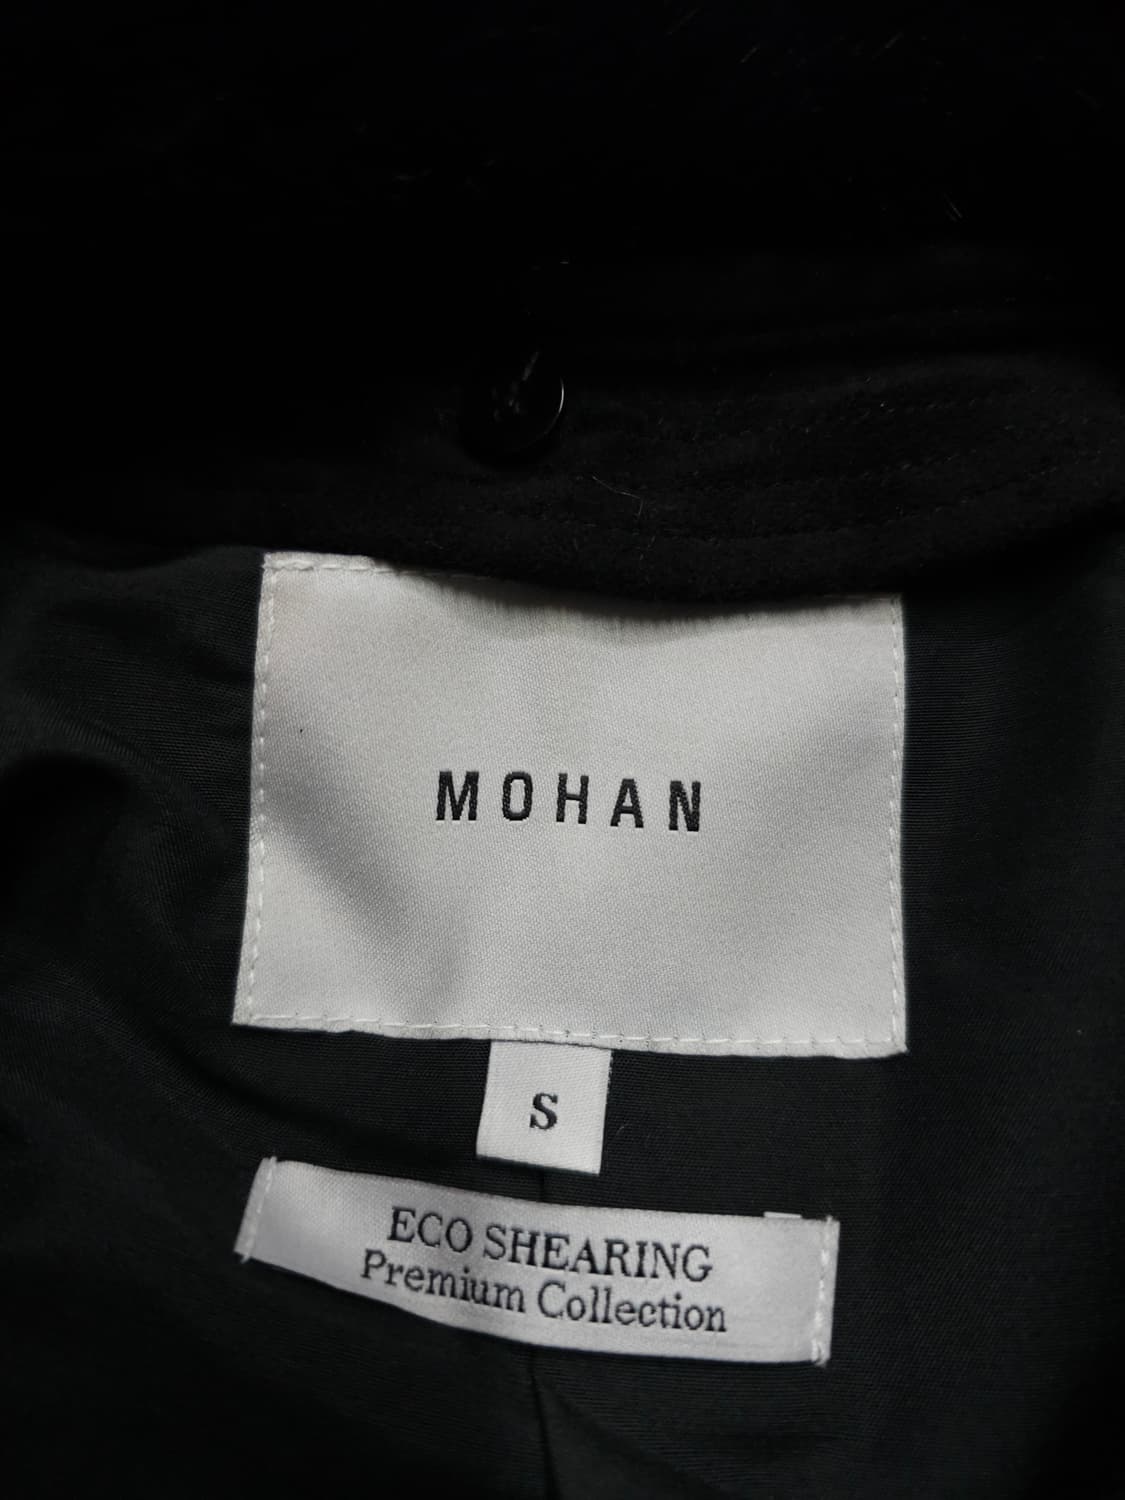 MOHAN
S
ECO SHEARING
Premium Collection